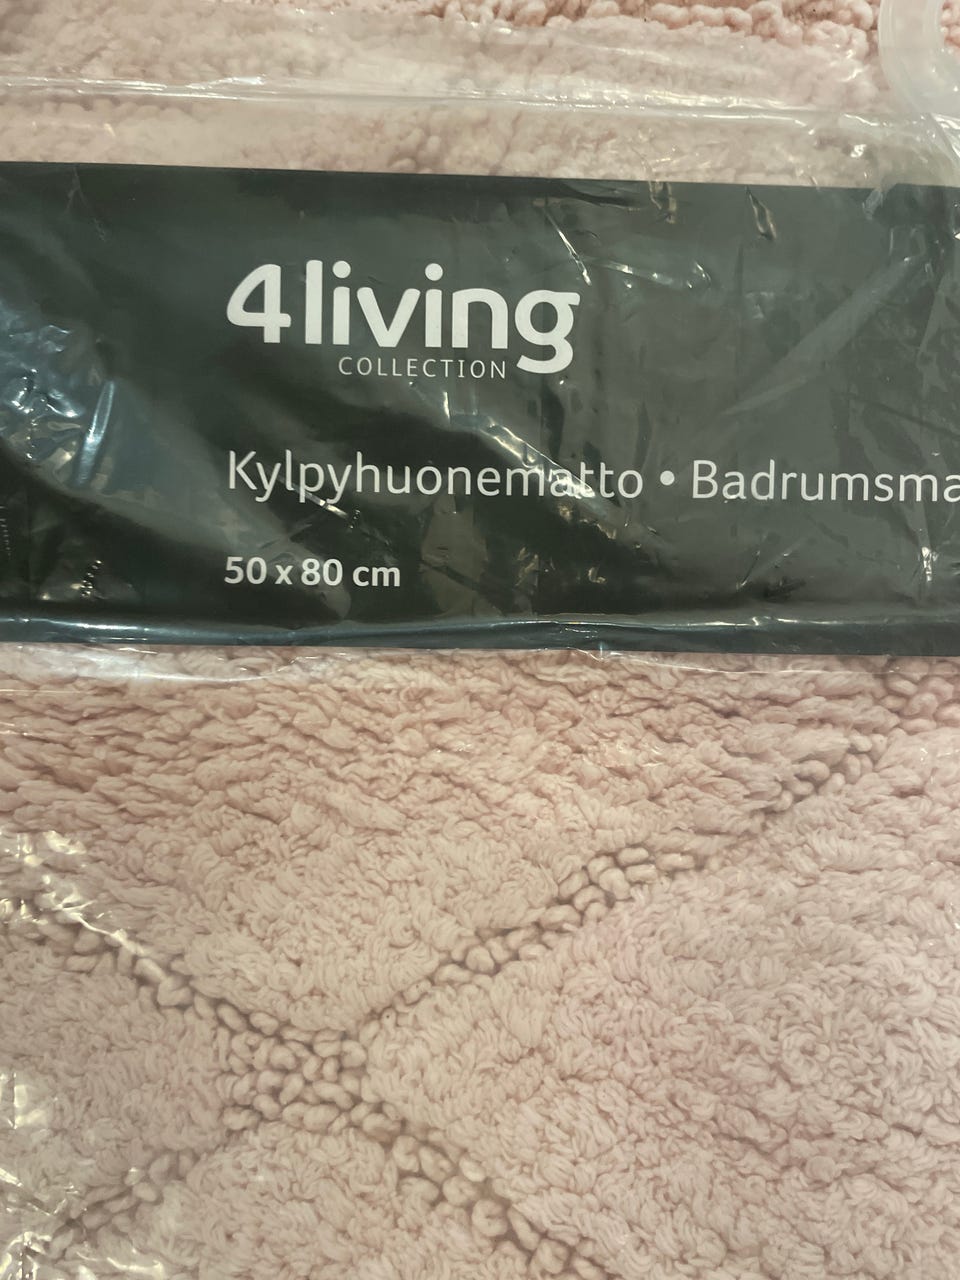 4living
COLLECTION
Kylpyhuonematto • Badrumsma
50 x 80 cm